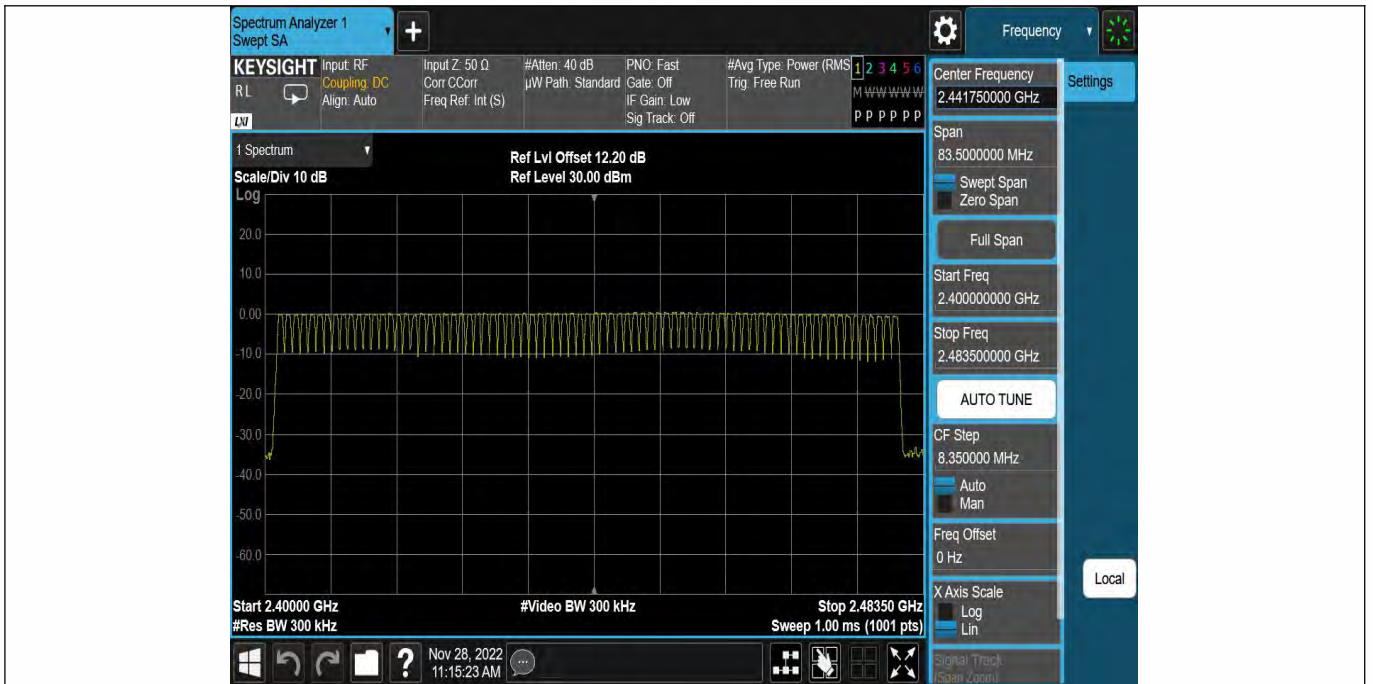 Spectrum Analyzer 1
Swept SA
+
Frequency
KEYSIGHT
RL
LXI
Input: RF
Coupling: DC
Align: Auto
Input Z: 50 Ω
Corr CCorr
Freq Ref: Int (S)
#Atten: 40 dB
µW Path: Standard
PNO: Fast
Gate: Off
IF Gain: Low
Sig Track: Off
#Avg Type: Power (RMS
Trig: Free Run
1 2 3 4 5 6
M W W W W W
P P P P P P
1 Spectrum
Scale/Div 10 dB
Log
Ref Lvl Offset 12.20 dB
Ref Level 30.00 dBm
20.0
10.0
0.00
-10.0
-20.0
-30.0
-40.0
-50.0
-60.0
Start 2.40000 GHz
#Res BW 300 kHz
#Video BW 300 kHz
Stop 2.48350 GHz
Sweep 1.00 ms (1001 pts)
Center Frequency
2.441750000 GHz
Settings
Span
83.5000000 MHz
Swept Span
Zero Span
Full Span
Start Freq
2.400000000 GHz
Stop Freq
2.483500000 GHz
AUTO TUNE
CF Step
8.350000 MHz
Auto
Man
Freq Offset
0 Hz
X Axis Scale
Log
Lin
Signal Track
(Span Zoom)
Local
?
Nov 28, 2022
11:15:23 AM